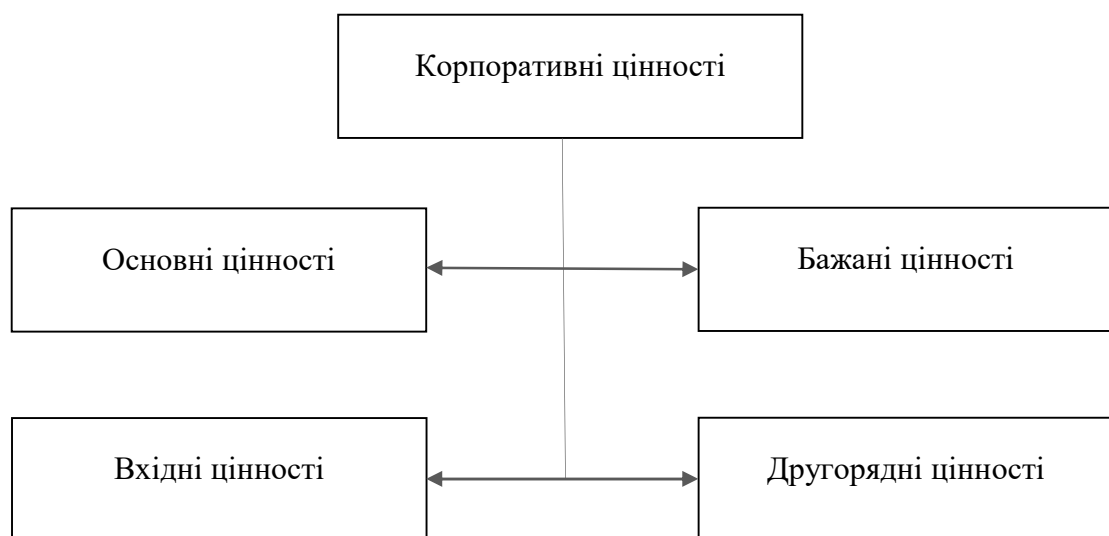 Корпоративні цінності
Основні цінності
Бажані цінності
Вхідні цінності
Другорядні цінності